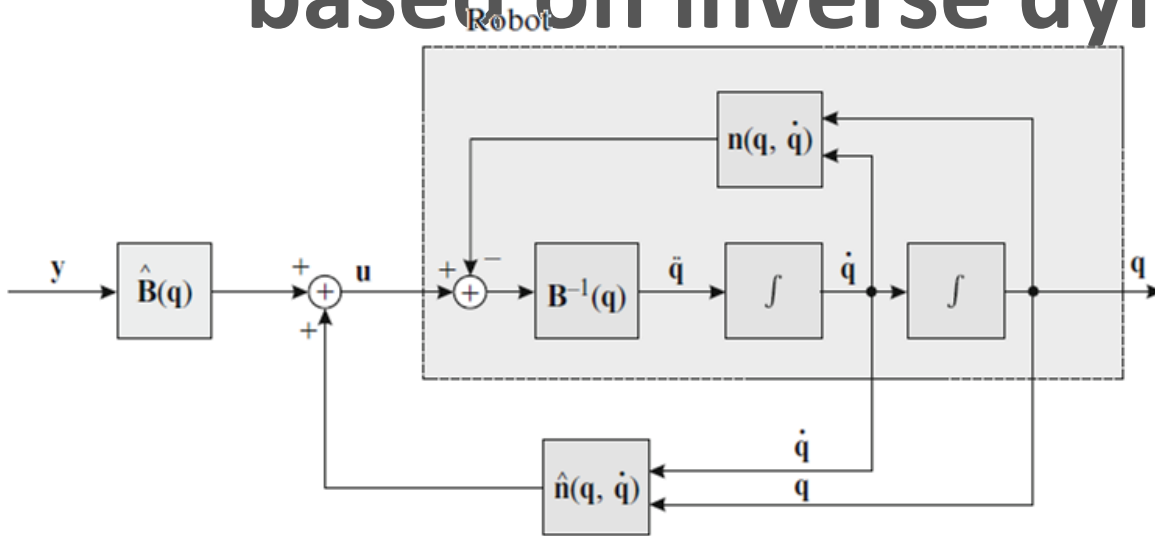 based on inverse dy
Robot
n(q, q̇)
y
B̂(q)
+
+
+
u
+
−
+
B⁻¹(q)
q̈
∫
q̇
∫
q
n̂(q, q̇)
q̇
q